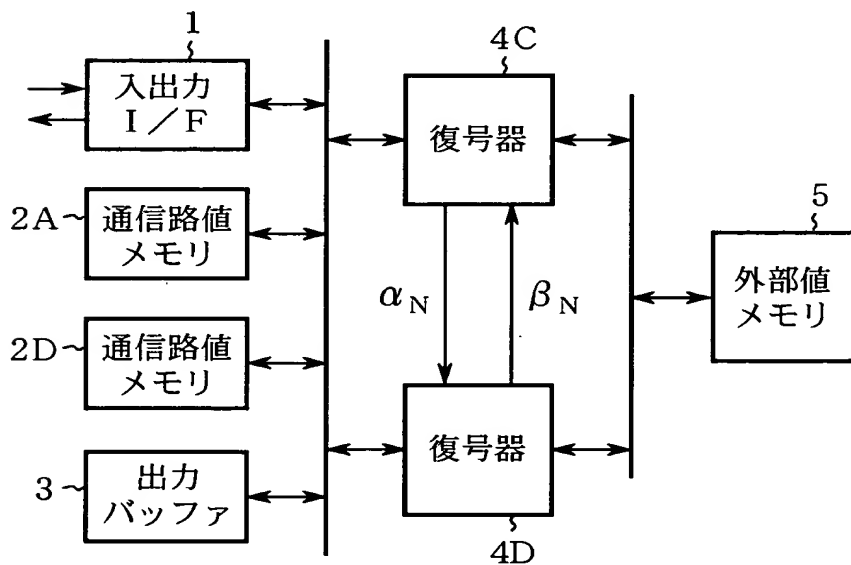 1
入出力
I／F
2A
通信路値
メモリ
2D
通信路値
メモリ
3
出力
バッファ
4C
復号器
αN
βN
復号器
4D
5
外部値
メモリ